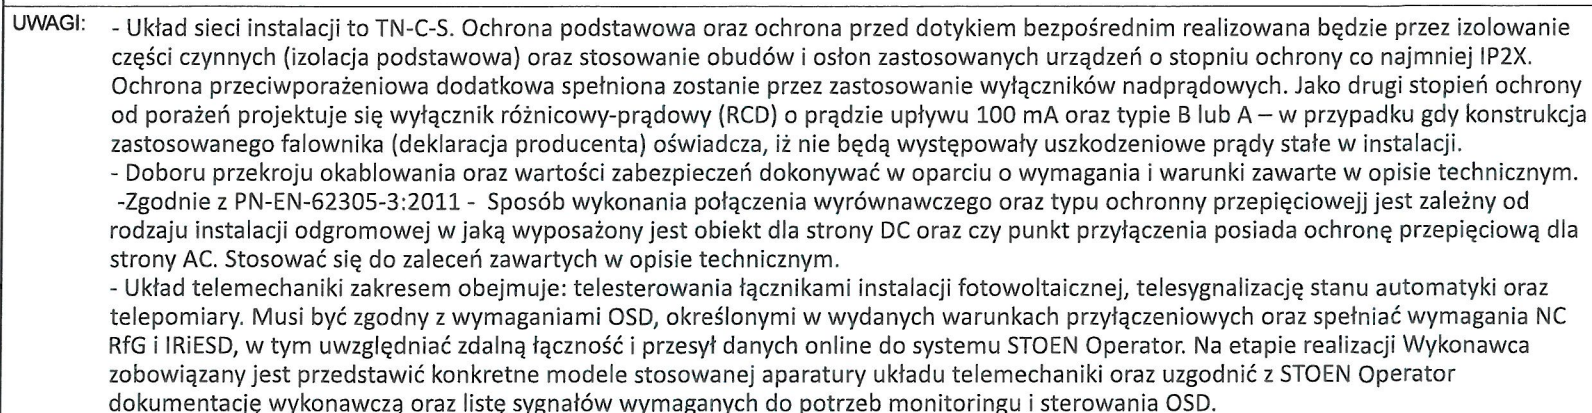 UWAGI: - Układ sieci instalacji to TN-C-S. Ochrona podstawowa oraz ochrona przed dotykiem bezpośrednim realizowana będzie przez izolowanie
części czynnych (izolacja podstawowa) oraz stosowanie obudów i osłon zastosowanych urządzeń o stopniu ochrony co najmniej IP2X.
Ochrona przeciwporażeniowa dodatkowa spełniona zostanie przez zastosowanie wyłączników nadprądowych. Jako drugi stopień ochrony
od porażeń projektuje się wyłącznik różnicowy-prądowy (RCD) o prądzie upływu 100 mA oraz typie B lub A – w przypadku gdy konstrukcja
zastosowanego falownika (deklaracja producenta) oświadcza, iż nie będą występowały uszkodzeniowe prądy stałe w instalacji.
- Doboru przekroju okablowania oraz wartości zabezpieczeń dokonywać w oparciu o wymagania i warunki zawarte w opisie technicznym.
-Zgodnie z PN-EN-62305-3:2011 - Sposób wykonania połączenia wyrównawczego oraz typu ochronny przepięciowejj jest zależny od
rodzaju instalacji odgromowej w jaką wyposażony jest obiekt dla strony DC oraz czy punkt przyłączenia posiada ochronę przepięciową dla
strony AC. Stosować się do zaleceń zawartych w opisie technicznym.
- Układ telemechaniki zakresem obejmuje: telesterowania łącznikami instalacji fotowoltaicznej, telesygnalizację stanu automatyki oraz
telepomiary. Musi być zgodny z wymaganiami OSD, określonymi w wydanych warunkach przyłączeniowych oraz spełniać wymagania NC
RfG i IRiESD, w tym uwzględniać zdalną łączność i przesył danych online do systemu STOEN Operator. Na etapie realizacji Wykonawca
zobowiązany jest przedstawić konkretne modele stosowanej aparatury układu telemechaniki oraz uzgodnić z STOEN Operator
dokumentację wykonawczą oraz listę sygnałów wymaganych do potrzeb monitoringu i sterowania OSD.